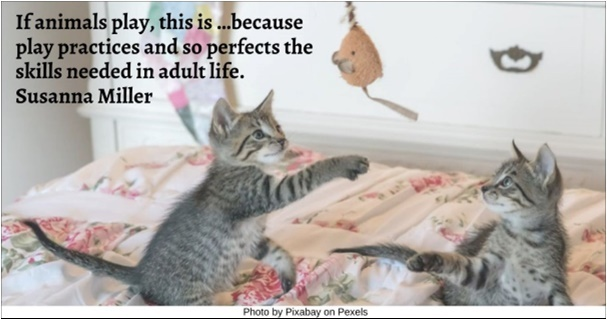 If animals play, this is ...because
play practices and so perfects the
skills needed in adult life.
Susanna Miller
Photo by Pixabay on Pexels